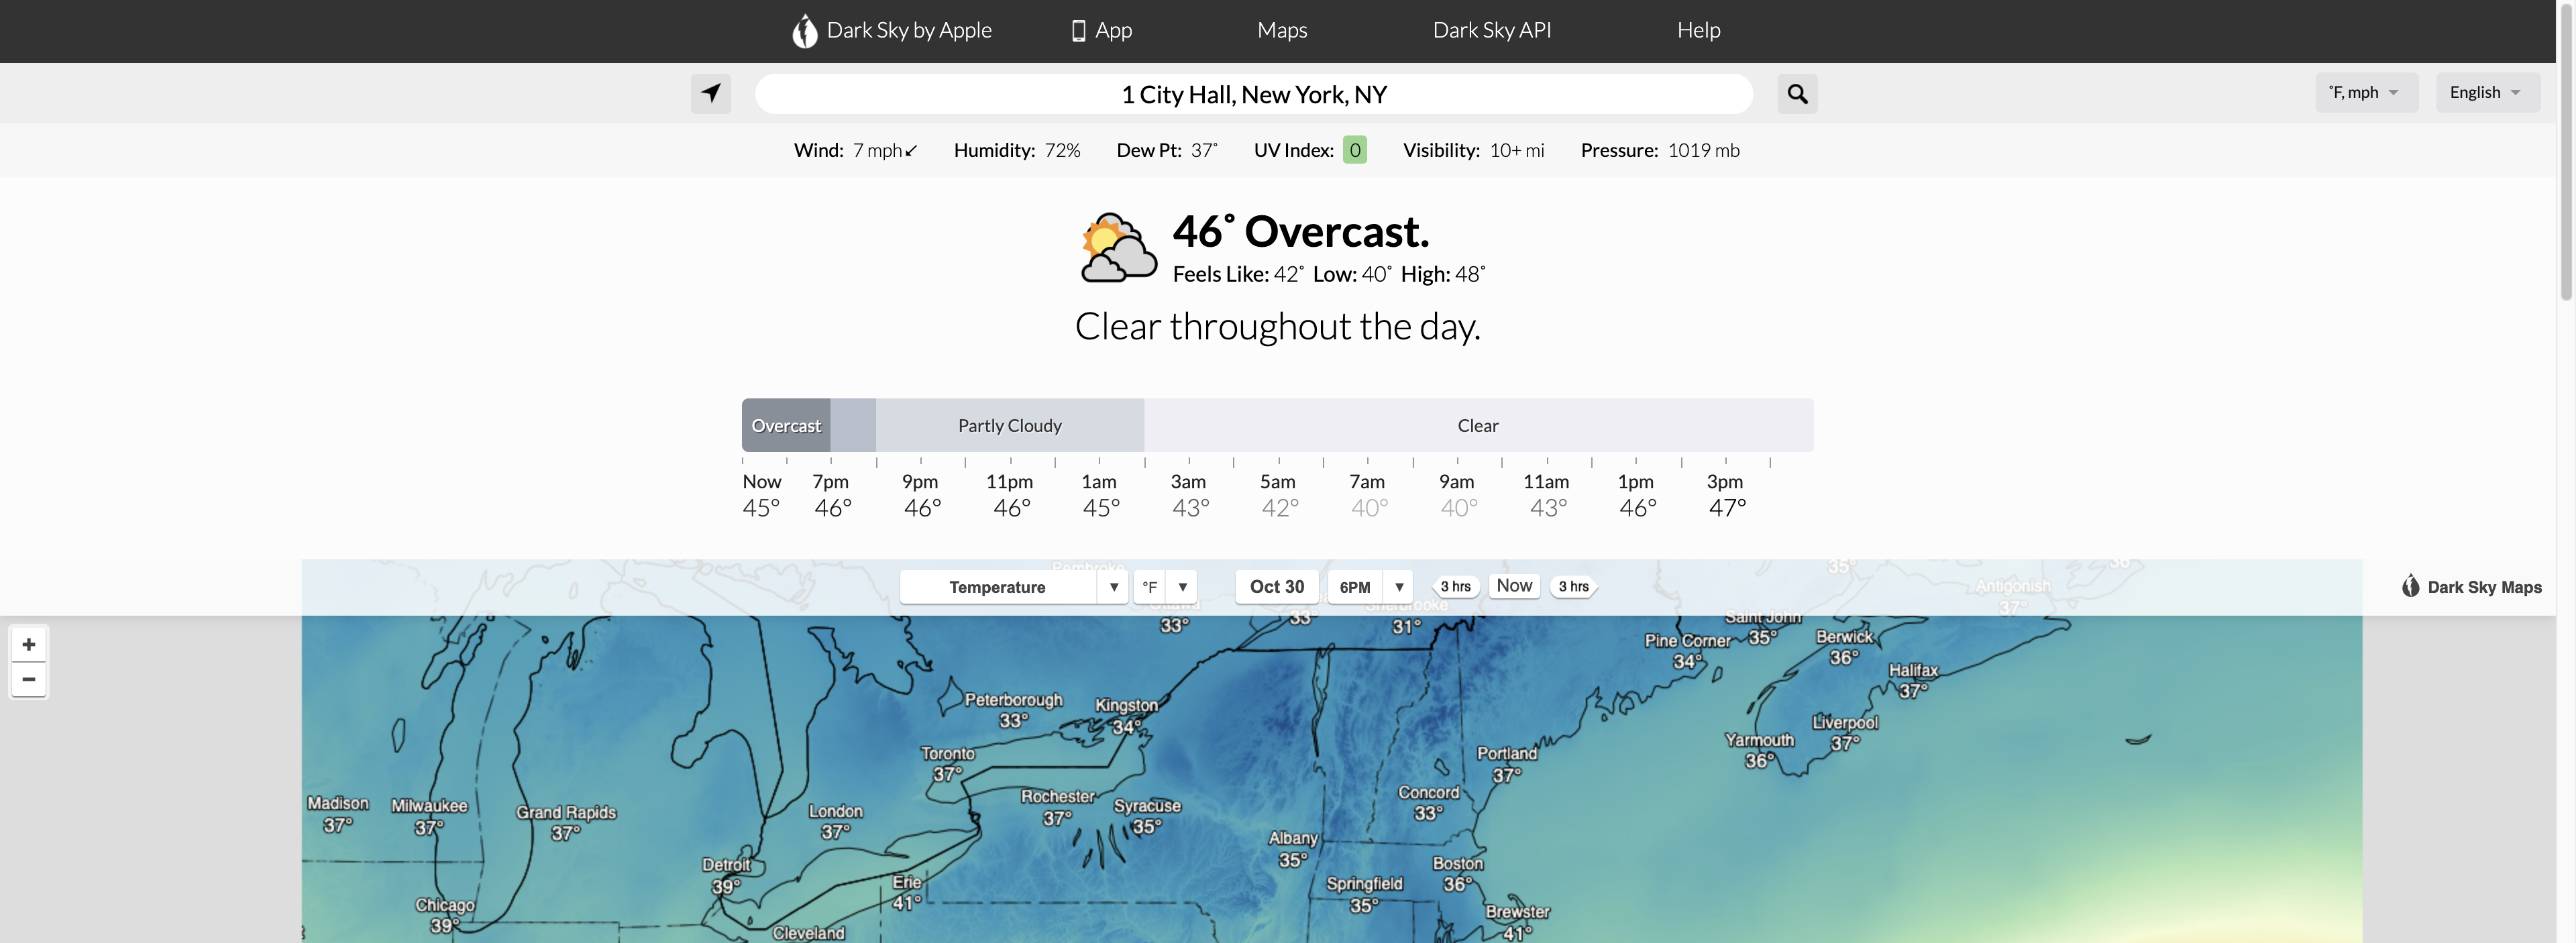 Dark Sky by Apple App Maps Dark Sky API Help
1 City Hall, New York, NY
˚F, mph
English
Wind: 7 mph Humidity: 72% Dew Pt: 37˚ UV Index: 0 Visibility: 10+ mi Pressure: 1019 mb
46˚ Overcast.
Feels Like: 42˚ Low: 40˚ High: 48˚
Clear throughout the day.
Overcast Partly Cloudy Clear
Now 7pm 9pm 11pm 1am 3am 5am 7am 9am 11am 1pm 3pm
45° 46° 46° 46° 45° 43° 42° 40° 40° 43° 46° 47°
Pembroke
35°
36
Temperature
°F
Oct 30
6PM
3 hrs
Now
3 hrs
Antigonish
37°
Dark Sky Maps
Ottawa
33°
33°
Sherbrooke
31°
Saint John
35°
+
−
Pine Corner
34°
Berwick
36°
Halifax
37°
Peterborough
33°
Kingston
34°
Liverpool
37°
Yarmouth
36°
Toronto
37°
Portland
37°
Madison
37°
Milwaukee
37°
Grand Rapids
37°
London
37°
Rochester
37°
Syracuse
35°
Concord
33°
Albany
35°
Detroit
39°
Boston
36°
Erie
41°
Springfield
35°
Chicago
39°
Brewster
41°
Cleveland